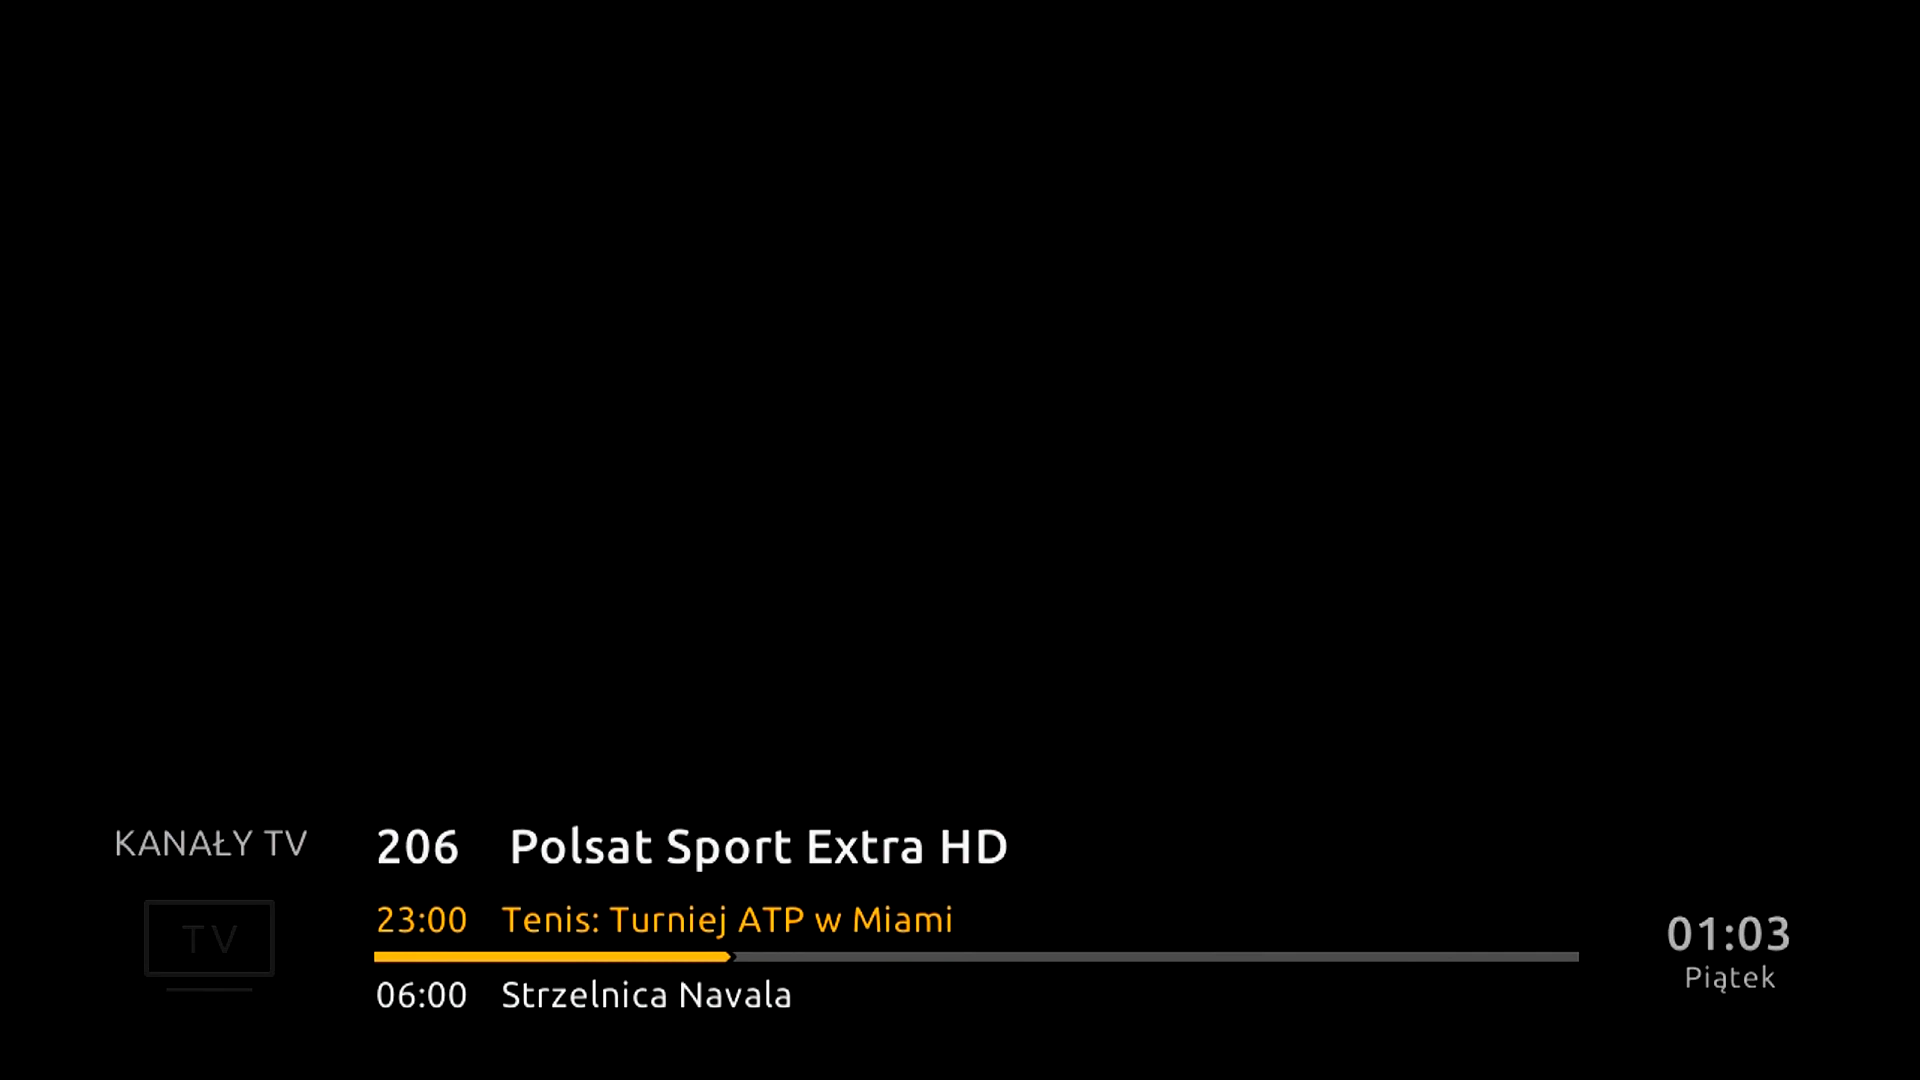 KANAŁY TV
206 Polsat Sport Extra HD
23:00 Tenis: Turniej ATP w Miami
TV
01:03
Piątek
06:00 Strzelnica Navala